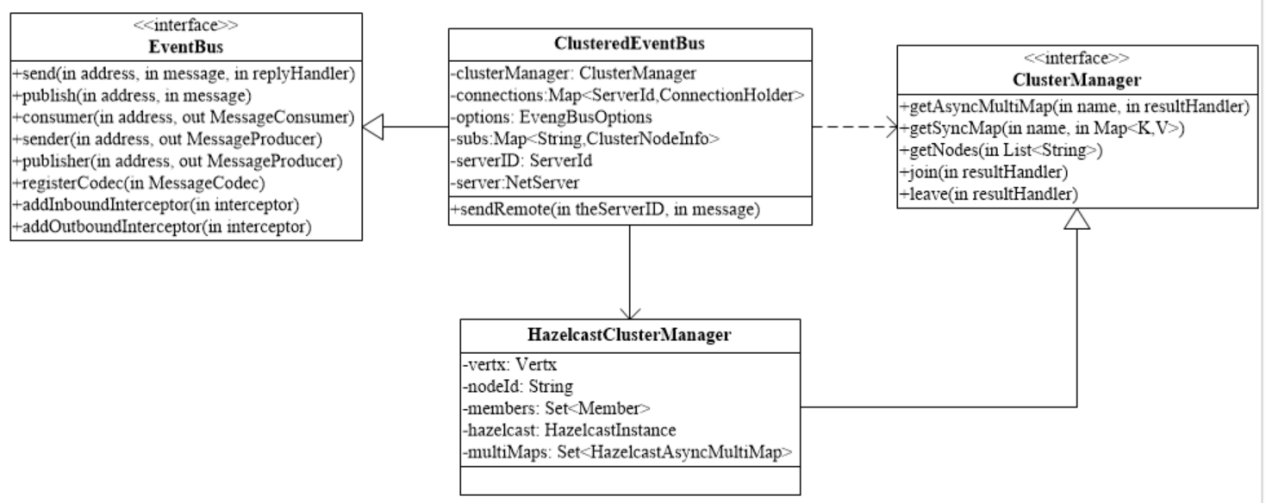 <<interface>>
EventBus
+send(in address, in message, in replyHandler)
+publish(in address, in message)
+consumer(in address, out MessageConsumer)
+sender(in address, out MessageProducer)
+publisher(in address, out MessageProducer)
+registerCodec(in MessageCodec)
+addInboundInterceptor(in interceptor)
+addOutboundInterceptor(in interceptor)
ClusteredEventBus
-clusterManager: ClusterManager
-connections:Map<ServerId,ConnectionHolder>
-options: EvengBusOptions
-subs:Map<String,ClusterNodeInfo>
-serverID: ServerId
-server:NetServer
+sendRemote(in theServerID, in message)
<<interface>>
ClusterManager
+getAsyncMultiMap(in name, in resultHandler)
+getSyncMap(in name, in Map<K,V>)
+getNodes(in List<String>)
+join(in resultHandler)
+leave(in resultHandler)
HazelcastClusterManager
-vertx: Vertx
-nodeId: String
-members: Set<Member>
-hazelcast: HazelcastInstance
-multiMaps: Set<HazelcastAsyncMultiMap>